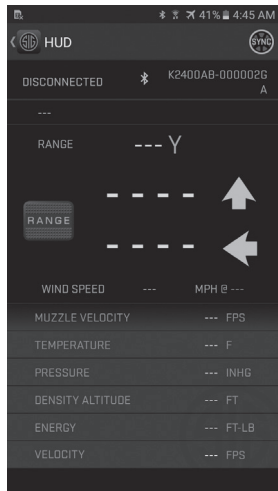 41% 4:45 AM
SIG HUD SYNC
DISCONNECTED K2400AB-000002G
A
---
RANGE --- Y
- - - -
RANGE
- - - -
WIND SPEED --- MPH @ ---
MUZZLE VELOCITY --- FPS
TEMPERATURE --- F
PRESSURE --- INHG
DENSITY ALTITUDE --- FT
ENERGY --- FT-LB
VELOCITY --- FPS